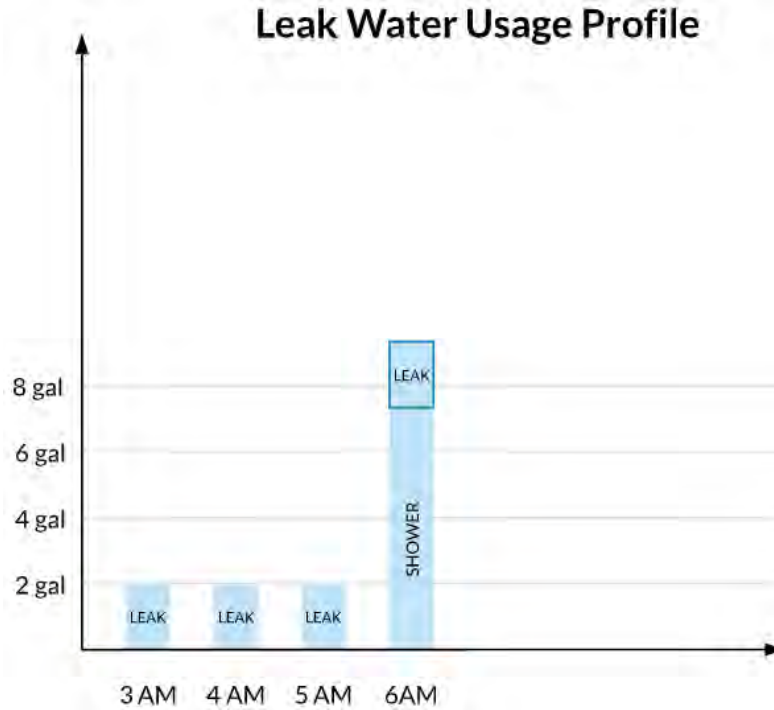 Leak Water Usage Profile
8 gal
6 gal
4 gal
2 gal
LEAK
SHOWER
LEAK
LEAK
LEAK
3 AM
4 AM
5 AM
6AM